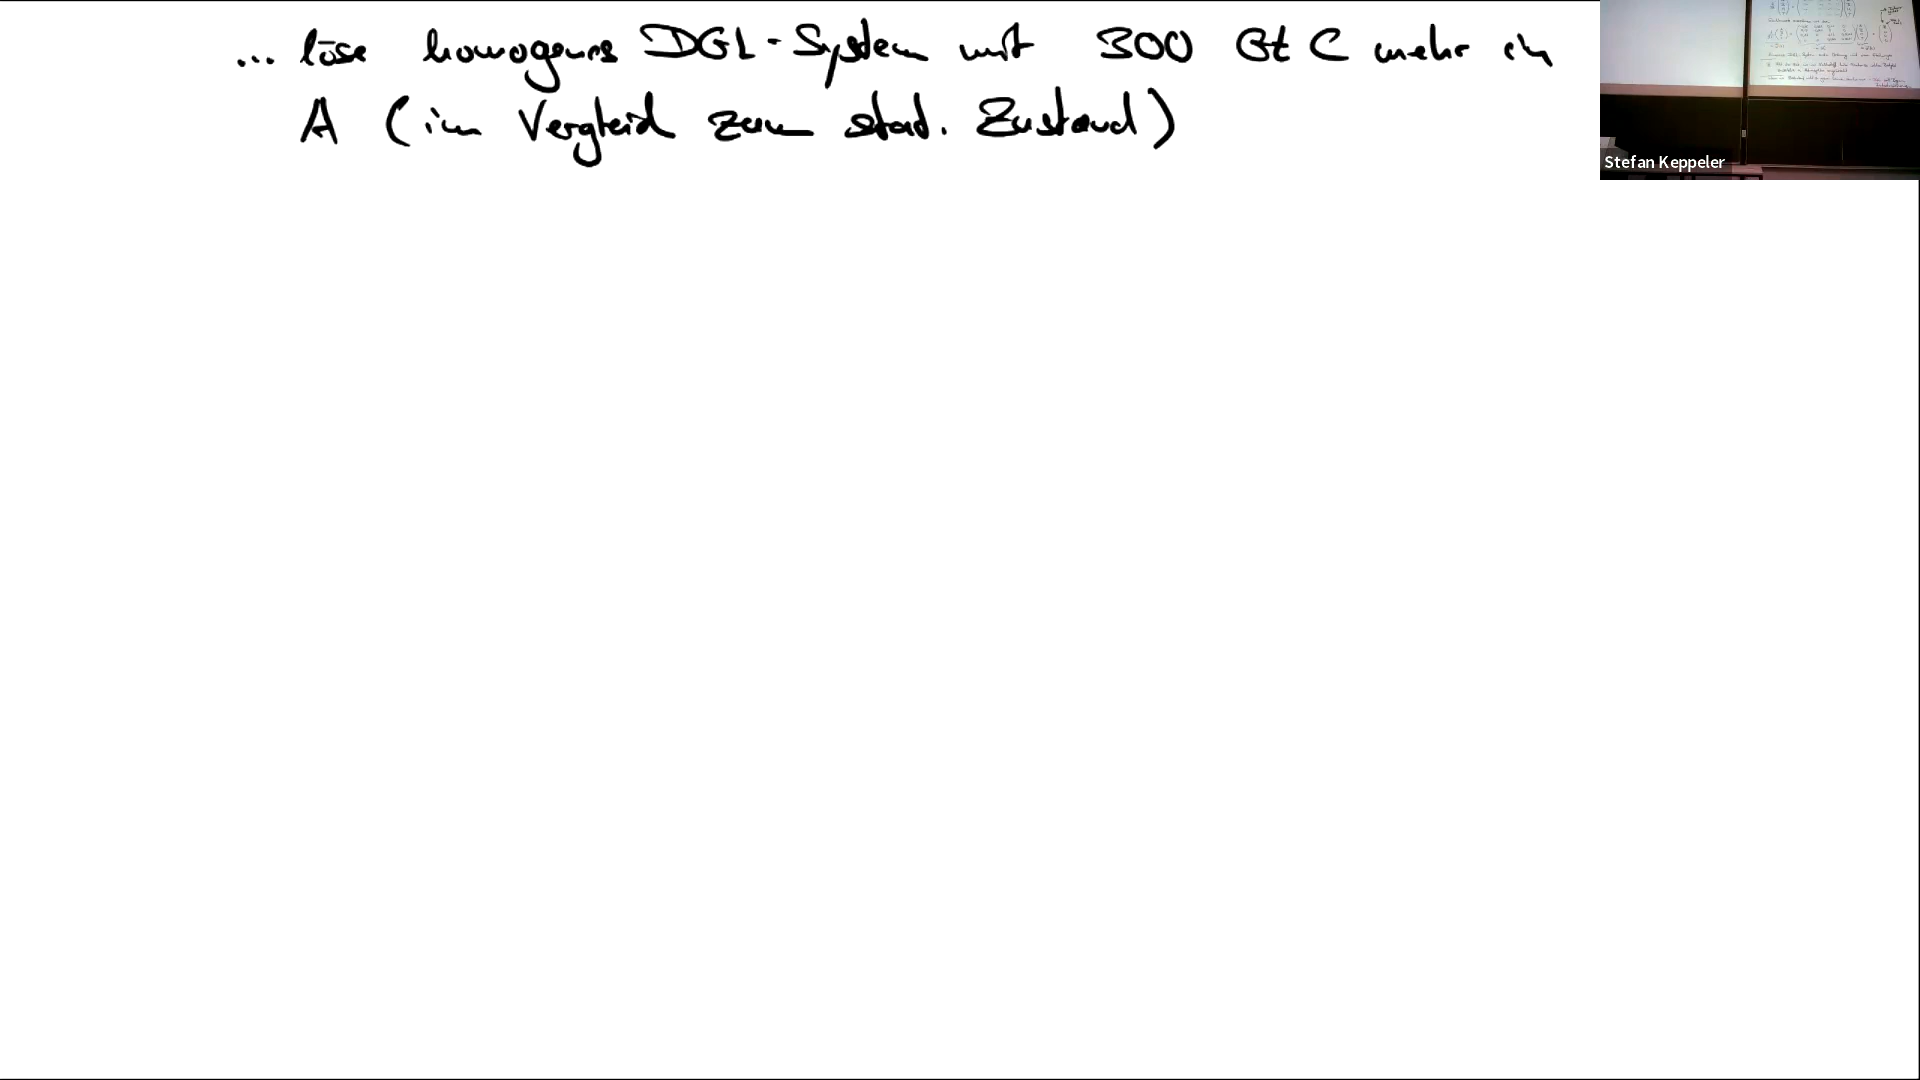 ... löse homogenes DGL-System mit 300 Gt C mehr in
A (im Vergleich zum stat. Zustand)
Stefan Keppeler